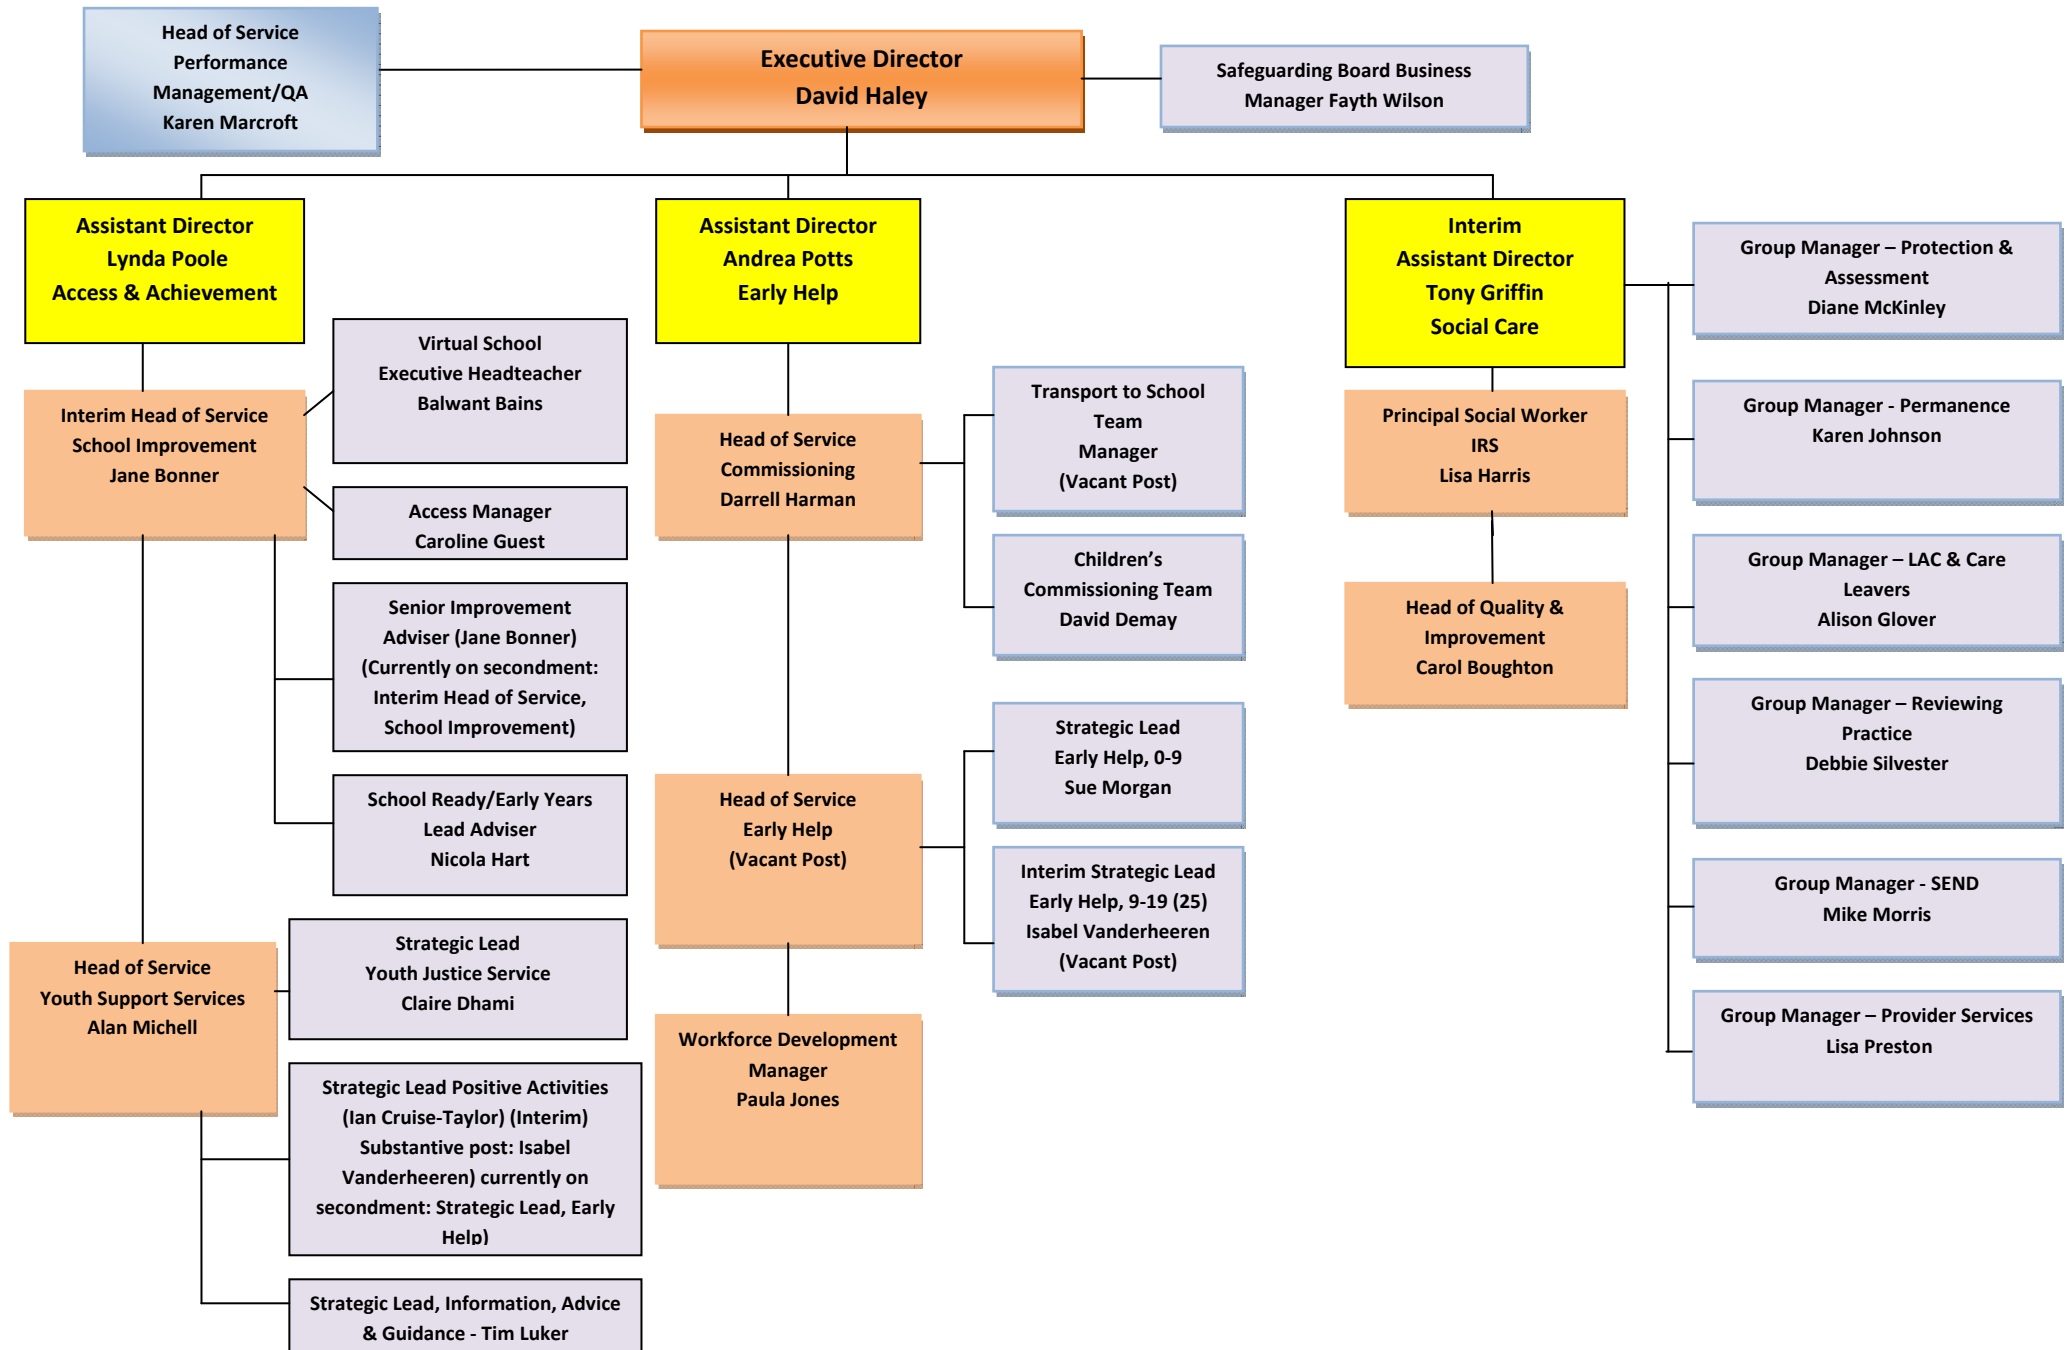 Head of Service
Performance
Management/QA
Karen Marcroft
Executive Director
David Haley
Safeguarding Board Business
Manager Fayth Wilson
Assistant Director
Lynda Poole
Access & Achievement
Assistant Director
Andrea Potts
Early Help
Interim
Assistant Director
Tony Griffin
Social Care
Interim Head of Service
School Improvement
Jane Bonner
Virtual School
Executive Headteacher
Balwant Bains
Access Manager
Caroline Guest
Senior Improvement
Adviser (Jane Bonner)
(Currently on secondment:
Interim Head of Service,
School Improvement)
School Ready/Early Years
Lead Adviser
Nicola Hart
Head of Service
Youth Support Services
Alan Michell
Strategic Lead
Youth Justice Service
Claire Dhami
Strategic Lead Positive Activities
(Ian Cruise-Taylor) (Interim)
Substantive post: Isabel
Vanderheeren) currently on
secondment: Strategic Lead, Early
Help)
Strategic Lead, Information, Advice
& Guidance - Tim Luker
Head of Service
Commissioning
Darrell Harman
Transport to School
Team
Manager
(Vacant Post)
Children’s
Commissioning Team
David Demay
Head of Service
Early Help
(Vacant Post)
Strategic Lead
Early Help, 0-9
Sue Morgan
Interim Strategic Lead
Early Help, 9-19 (25)
Isabel Vanderheeren
(Vacant Post)
Workforce Development
Manager
Paula Jones
Principal Social Worker
IRS
Lisa Harris
Head of Quality &
Improvement
Carol Boughton
Group Manager – Protection &
Assessment
Diane McKinley
Group Manager - Permanence
Karen Johnson
Group Manager – LAC & Care
Leavers
Alison Glover
Group Manager – Reviewing
Practice
Debbie Silvester
Group Manager - SEND
Mike Morris
Group Manager – Provider Services
Lisa Preston